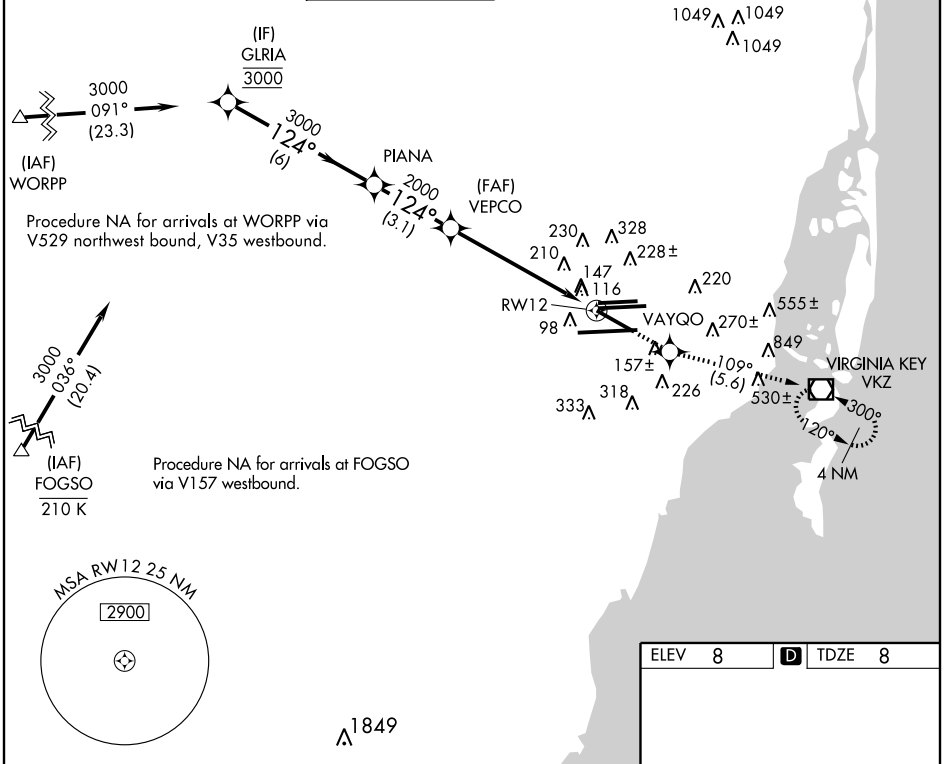 1049
1049
1049
(IF)
GLRIA
3000
3000
091°
(23.3)
(IAF)
WORPP
3000
124°
(6)
PIANA
2000
124°
(3.1)
(FAF)
VEPCO
Procedure NA for arrivals at WORPP via
V529 northwest bound, V35 westbound.
230
328
210
228±
147
116
220
RW12
98
VAYQO
270±
555±
849
157±
109°
(5.6)
VIRGINIA KEY
VKZ
226
530±
318
333
300°
120°
4 NM
3000
036°
(20.4)
(IAF)
FOGSO
210 K
Procedure NA for arrivals at FOGSO
via V157 westbound.
MSA RW12 25 NM
2900
1849
ELEV 8 D TDZE 8